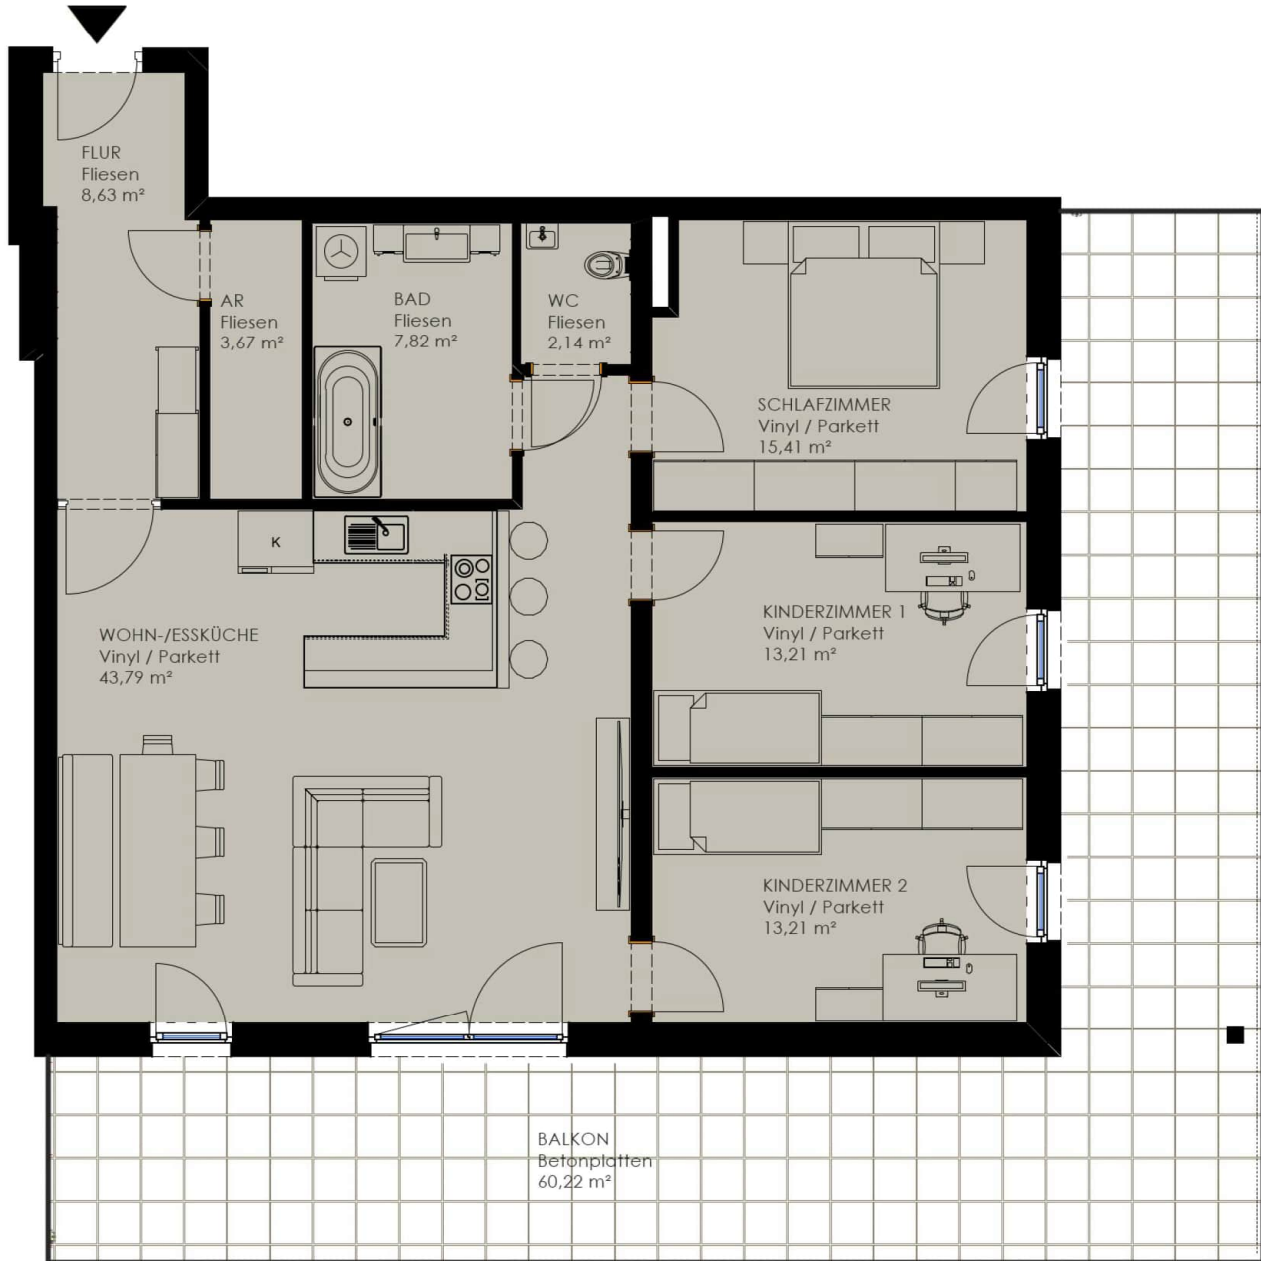 FLUR
Fliesen
8,63 m²
AR
Fliesen
3,67 m²
BAD
Fliesen
7,82 m²
WC
Fliesen
2,14 m²
SCHLAFZIMMER
Vinyl / Parkett
15,41 m²
K
WOHN-/ESSKÜCHE
Vinyl / Parkett
43,79 m²
KINDERZIMMER 1
Vinyl / Parkett
13,21 m²
KINDERZIMMER 2
Vinyl / Parkett
13,21 m²
BALKON
Betonplatten
60,22 m²